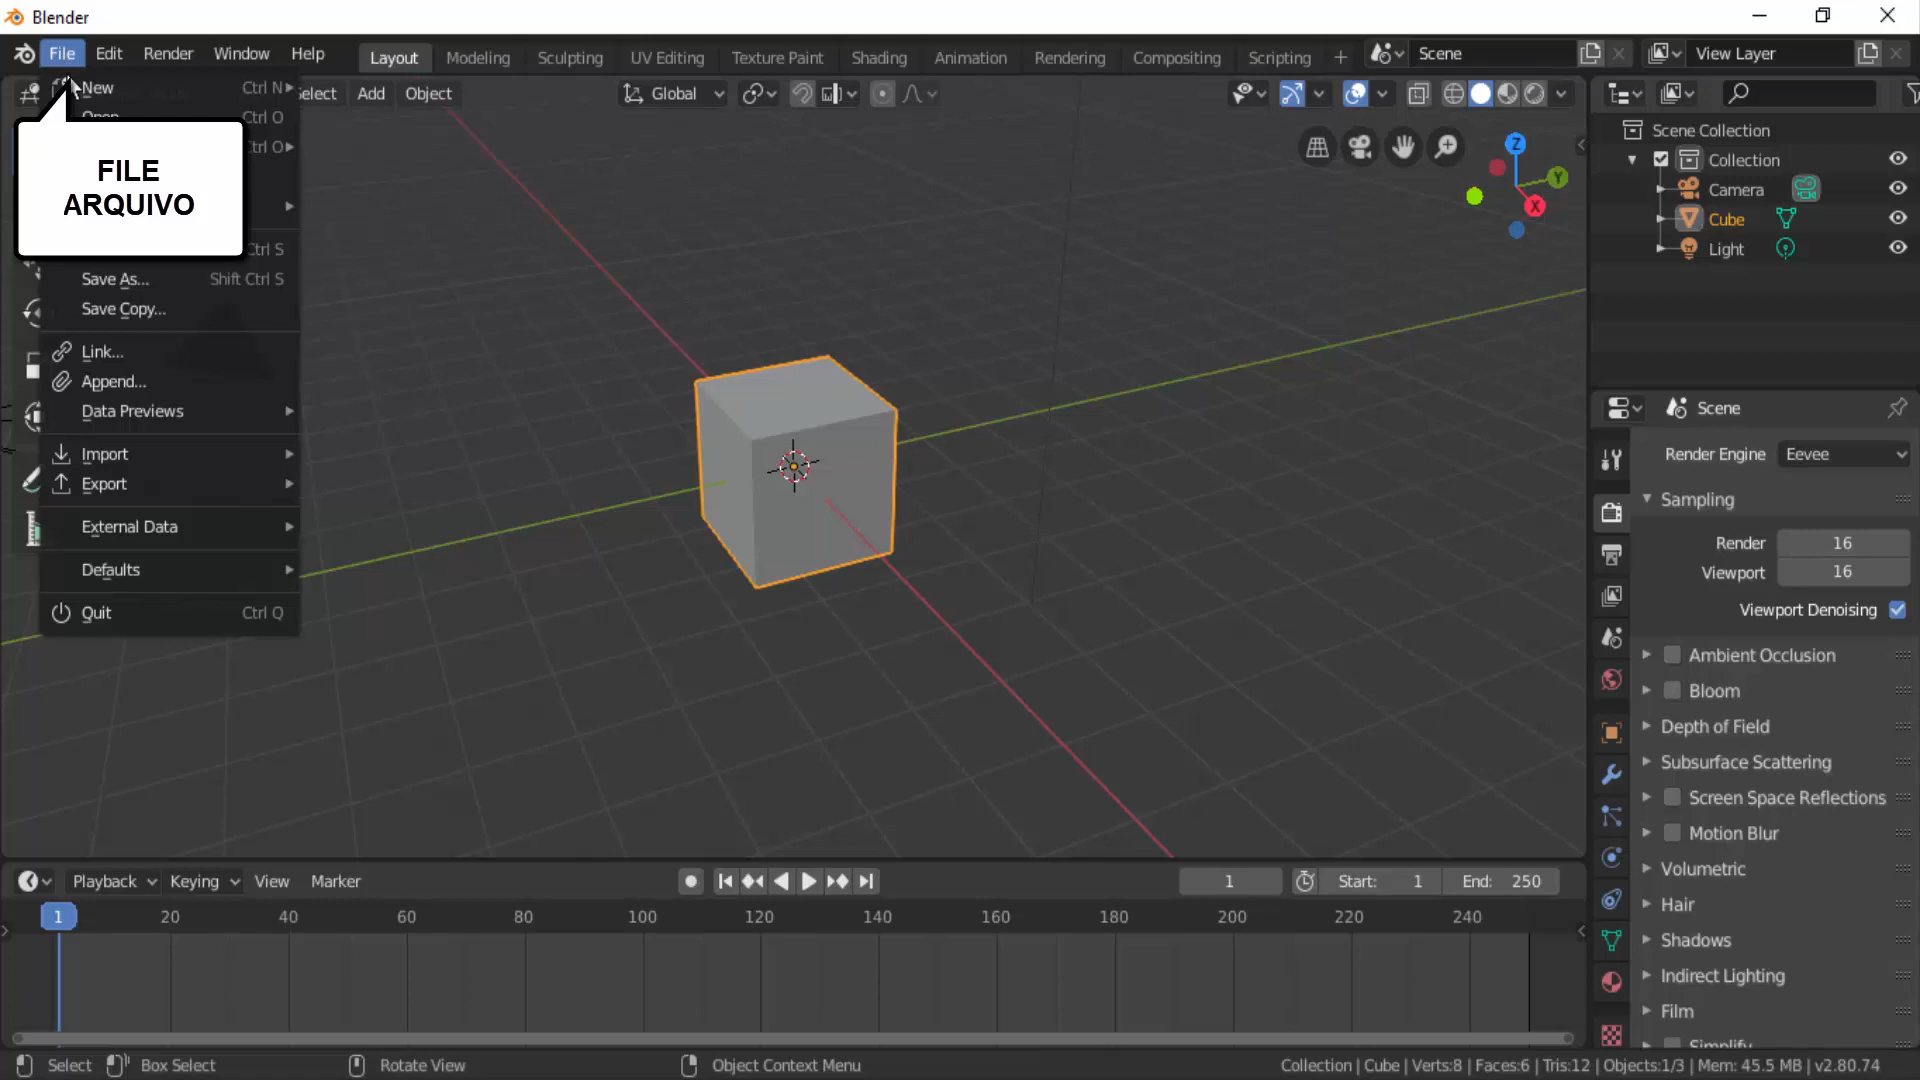 Blender
File Edit Render Window Help
Layout Modeling Sculpting UV Editing Texture Paint Shading Animation Rendering Compositing Scripting +
Scene
View Layer
New Ctrl N
Open Ctrl O
Ctrl O
FILE
ARQUIVO
Ctrl S
Save As... Shift Ctrl S
Save Copy...
Link...
Append...
Data Previews
Import
Export
External Data
Defaults
Quit Ctrl Q
Select Add Object
Global
Z
Y
X
Scene Collection
Collection
Camera
Cube
Light
Scene
Render Engine Eevee
Sampling
Render 16
Viewport 16
Viewport Denoising
Ambient Occlusion
Bloom
Depth of Field
Subsurface Scattering
Screen Space Reflections
Motion Blur
Volumetric
Hair
Shadows
Indirect Lighting
Film
Simplify
Playback Keying View Marker
1 Start: 1 End: 250
1 20 40 60 80 100 120 140 160 180 200 220 240
Select Box Select Rotate View Object Context Menu
Collection | Cube | Verts:8 | Faces:6 | Tris:12 | Objects:1/3 | Mem: 45.5 MB | v2.80.74